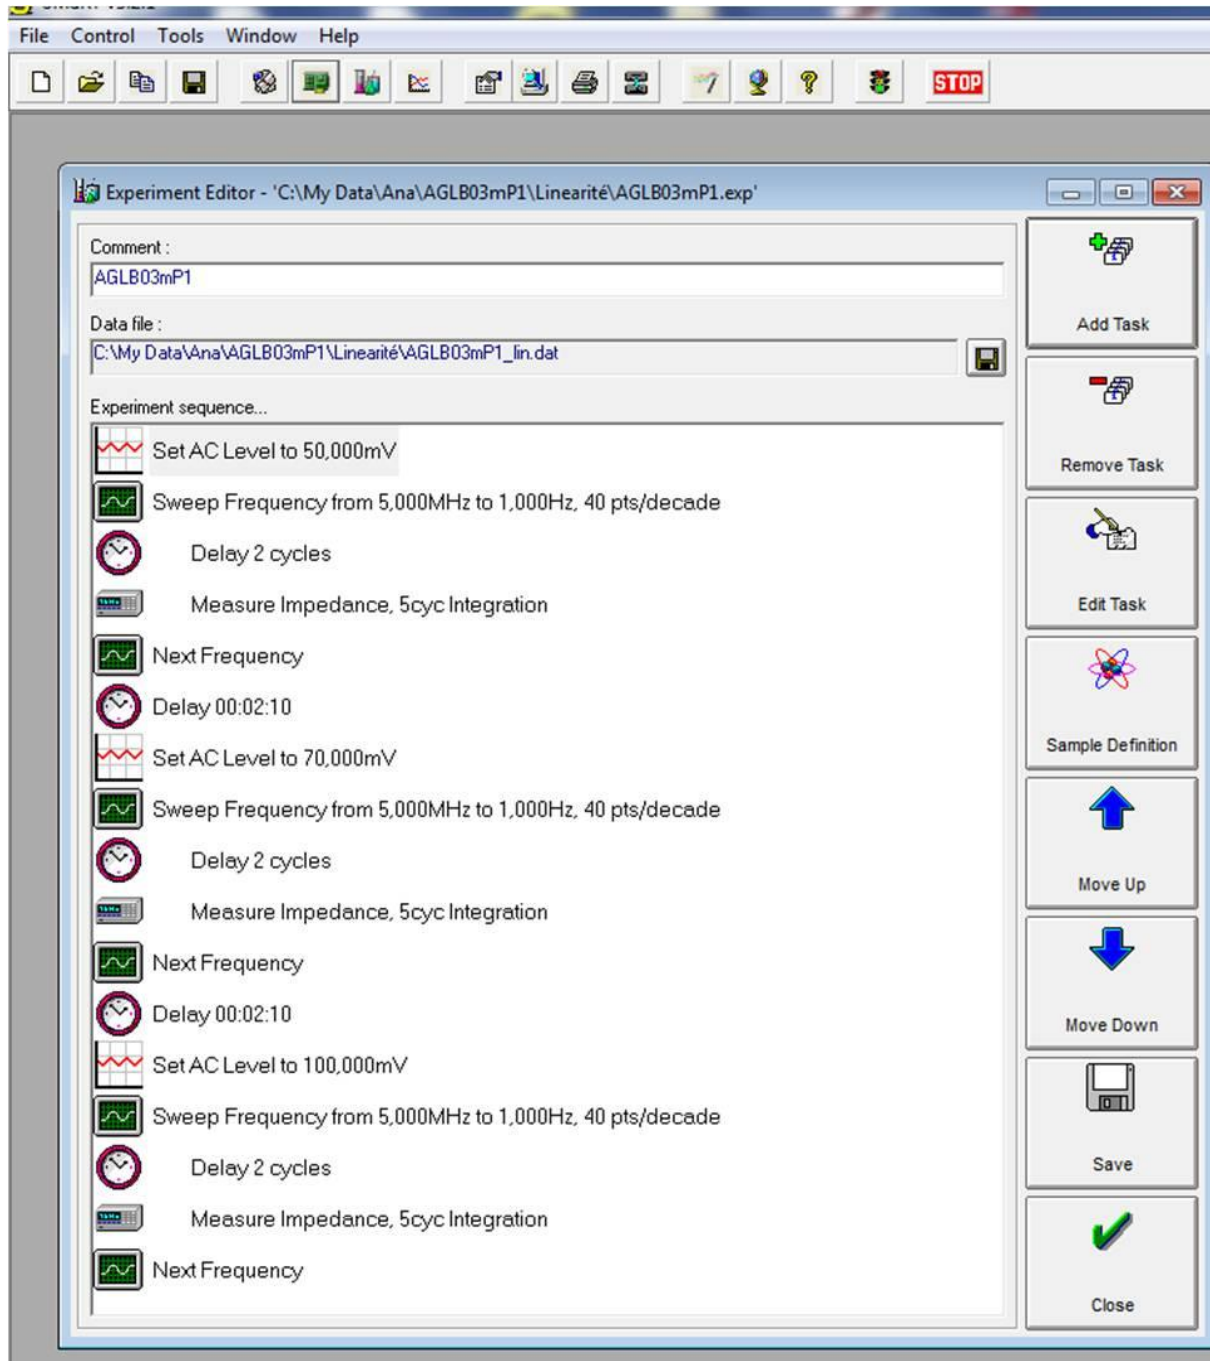 File Control Tools Window Help
STOP
Experiment Editor - 'C:\My Data\Ana\AGLB03mP1\Linearité\AGLB03mP1.exp'
Comment :
AGLB03mP1
Data file :
C:\My Data\Ana\AGLB03mP1\Linearité\AGLB03mP1_lin.dat
Experiment sequence...
Set AC Level to 50,000mV
Sweep Frequency from 5,000MHz to 1,000Hz, 40 pts/decade
Delay 2 cycles
Measure Impedance, 5cyc Integration
Next Frequency
Delay 00:02:10
Set AC Level to 70,000mV
Sweep Frequency from 5,000MHz to 1,000Hz, 40 pts/decade
Delay 2 cycles
Measure Impedance, 5cyc Integration
Next Frequency
Delay 00:02:10
Set AC Level to 100,000mV
Sweep Frequency from 5,000MHz to 1,000Hz, 40 pts/decade
Delay 2 cycles
Measure Impedance, 5cyc Integration
Next Frequency
Add Task
Remove Task
Edit Task
Sample Definition
Move Up
Move Down
Save
Close